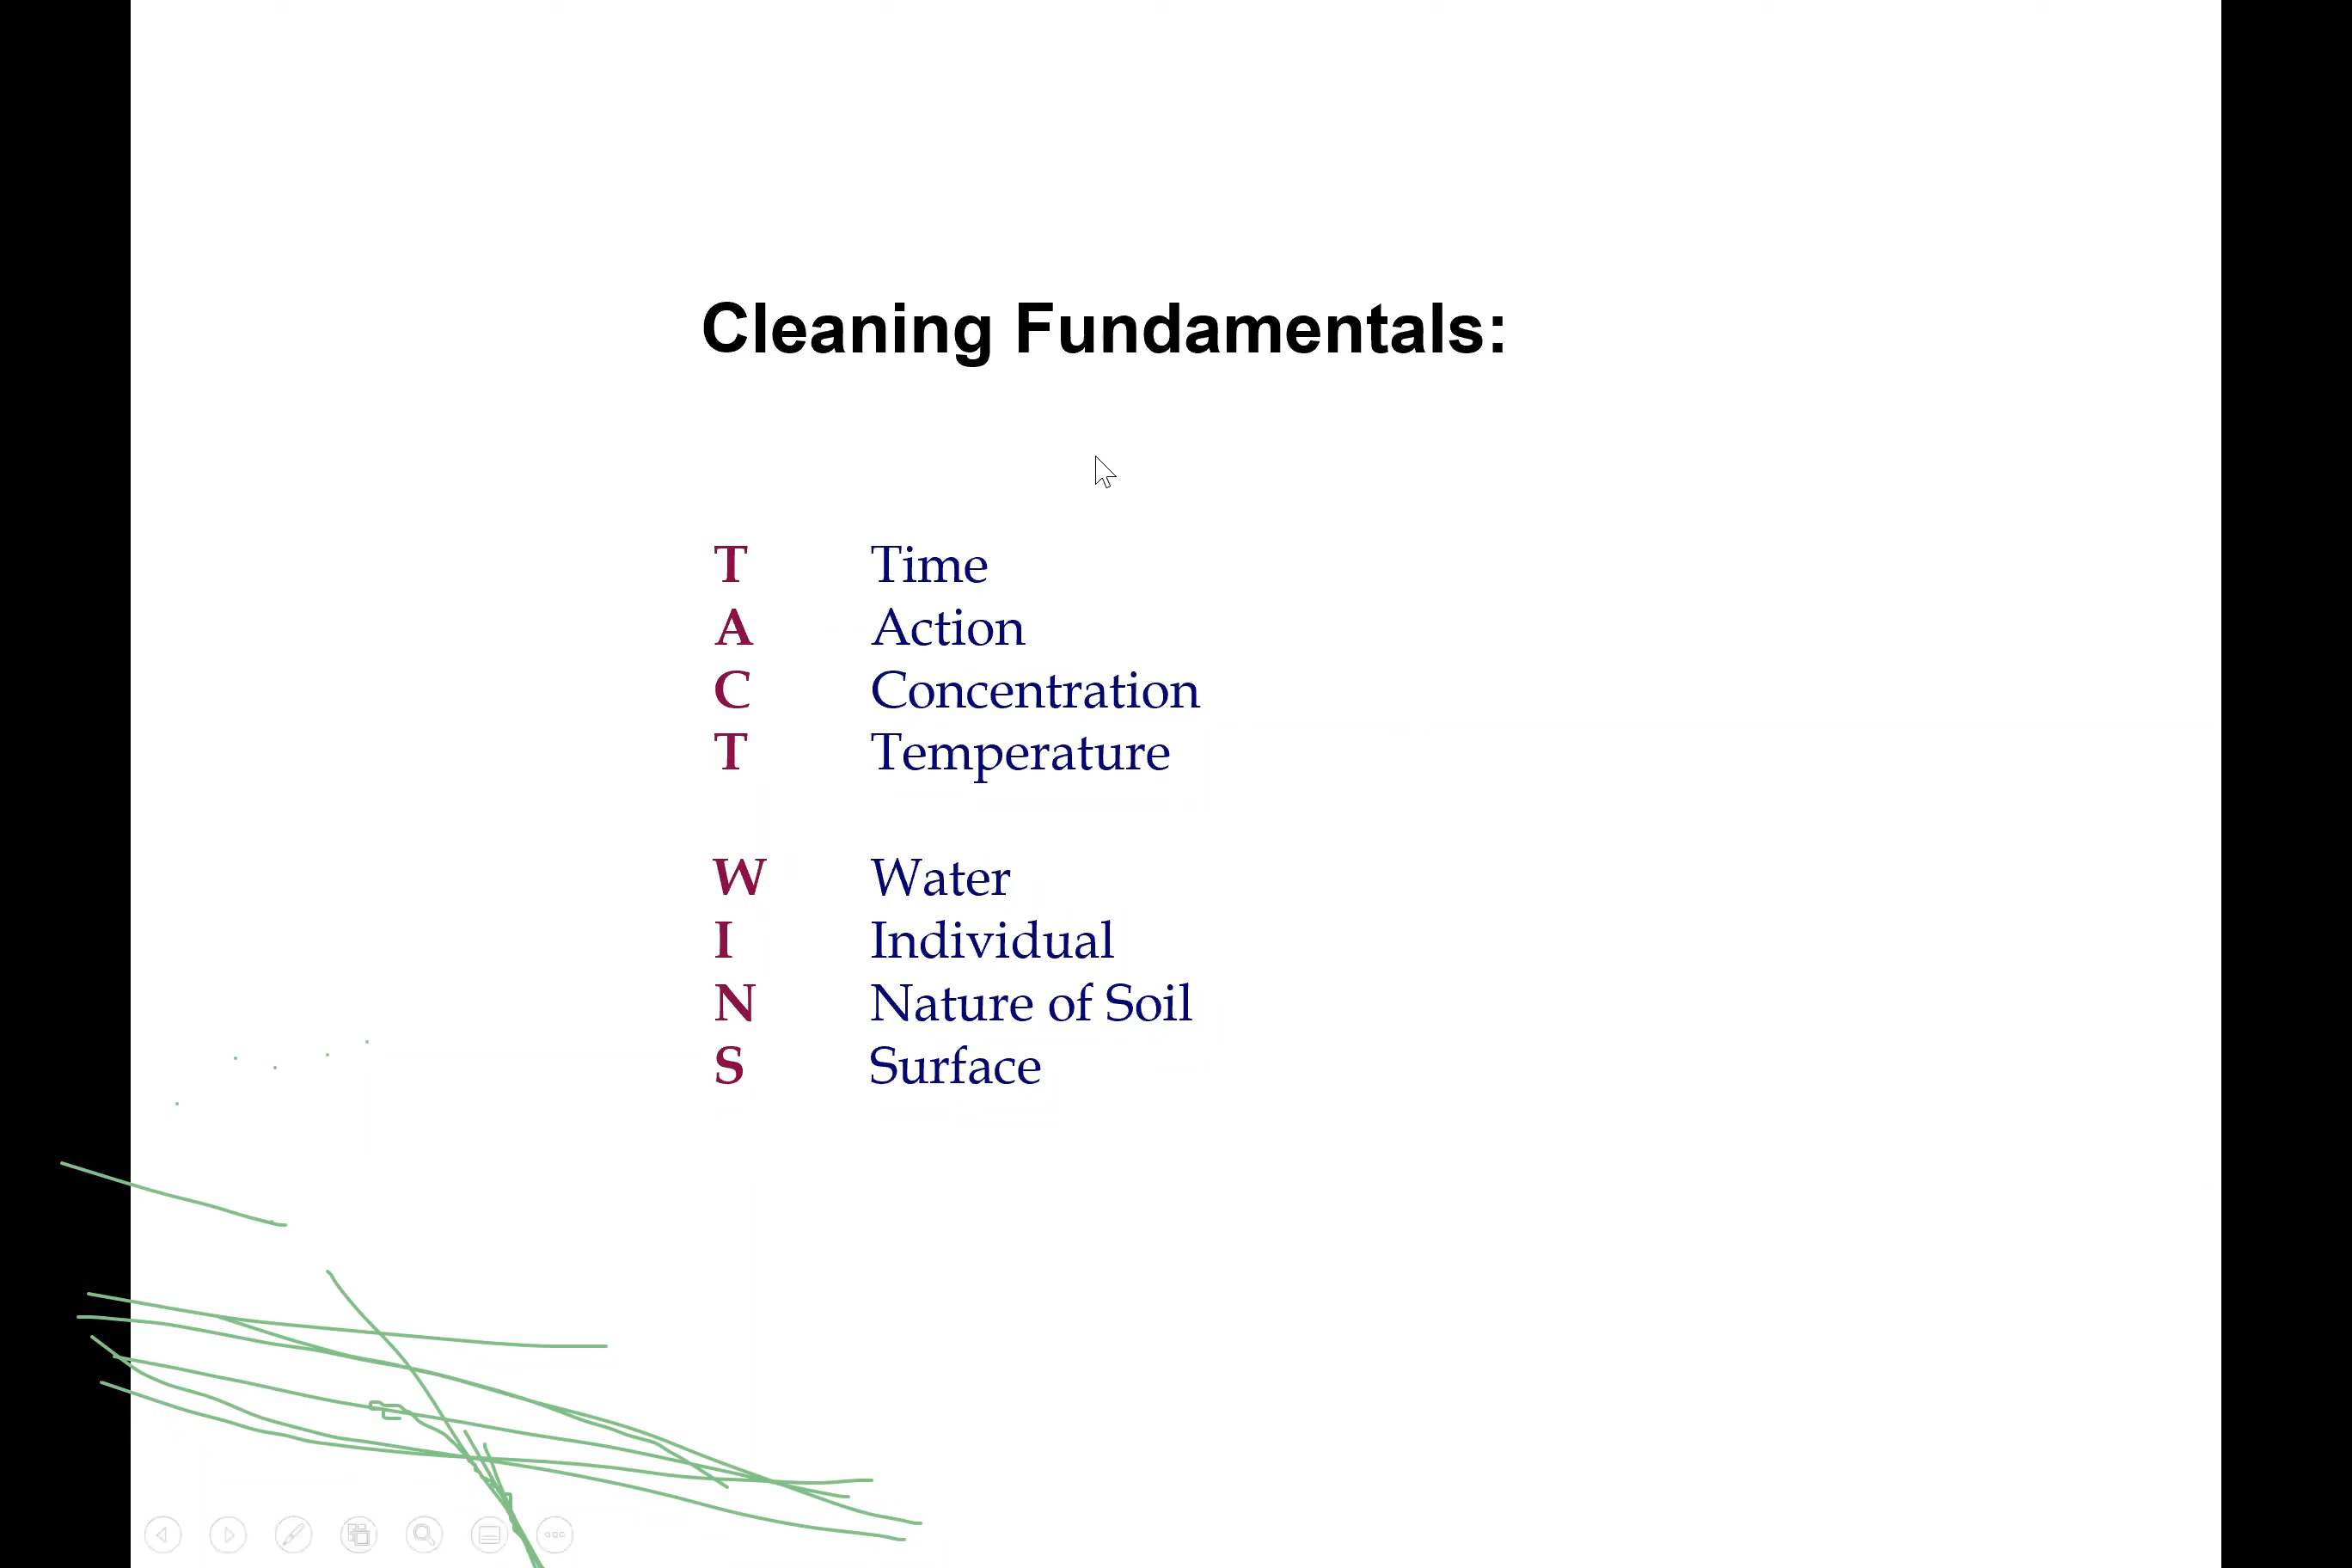 Cleaning Fundamentals:
T Time
A Action
C Concentration
T Temperature
W Water
I Individual
N Nature of Soil
S Surface